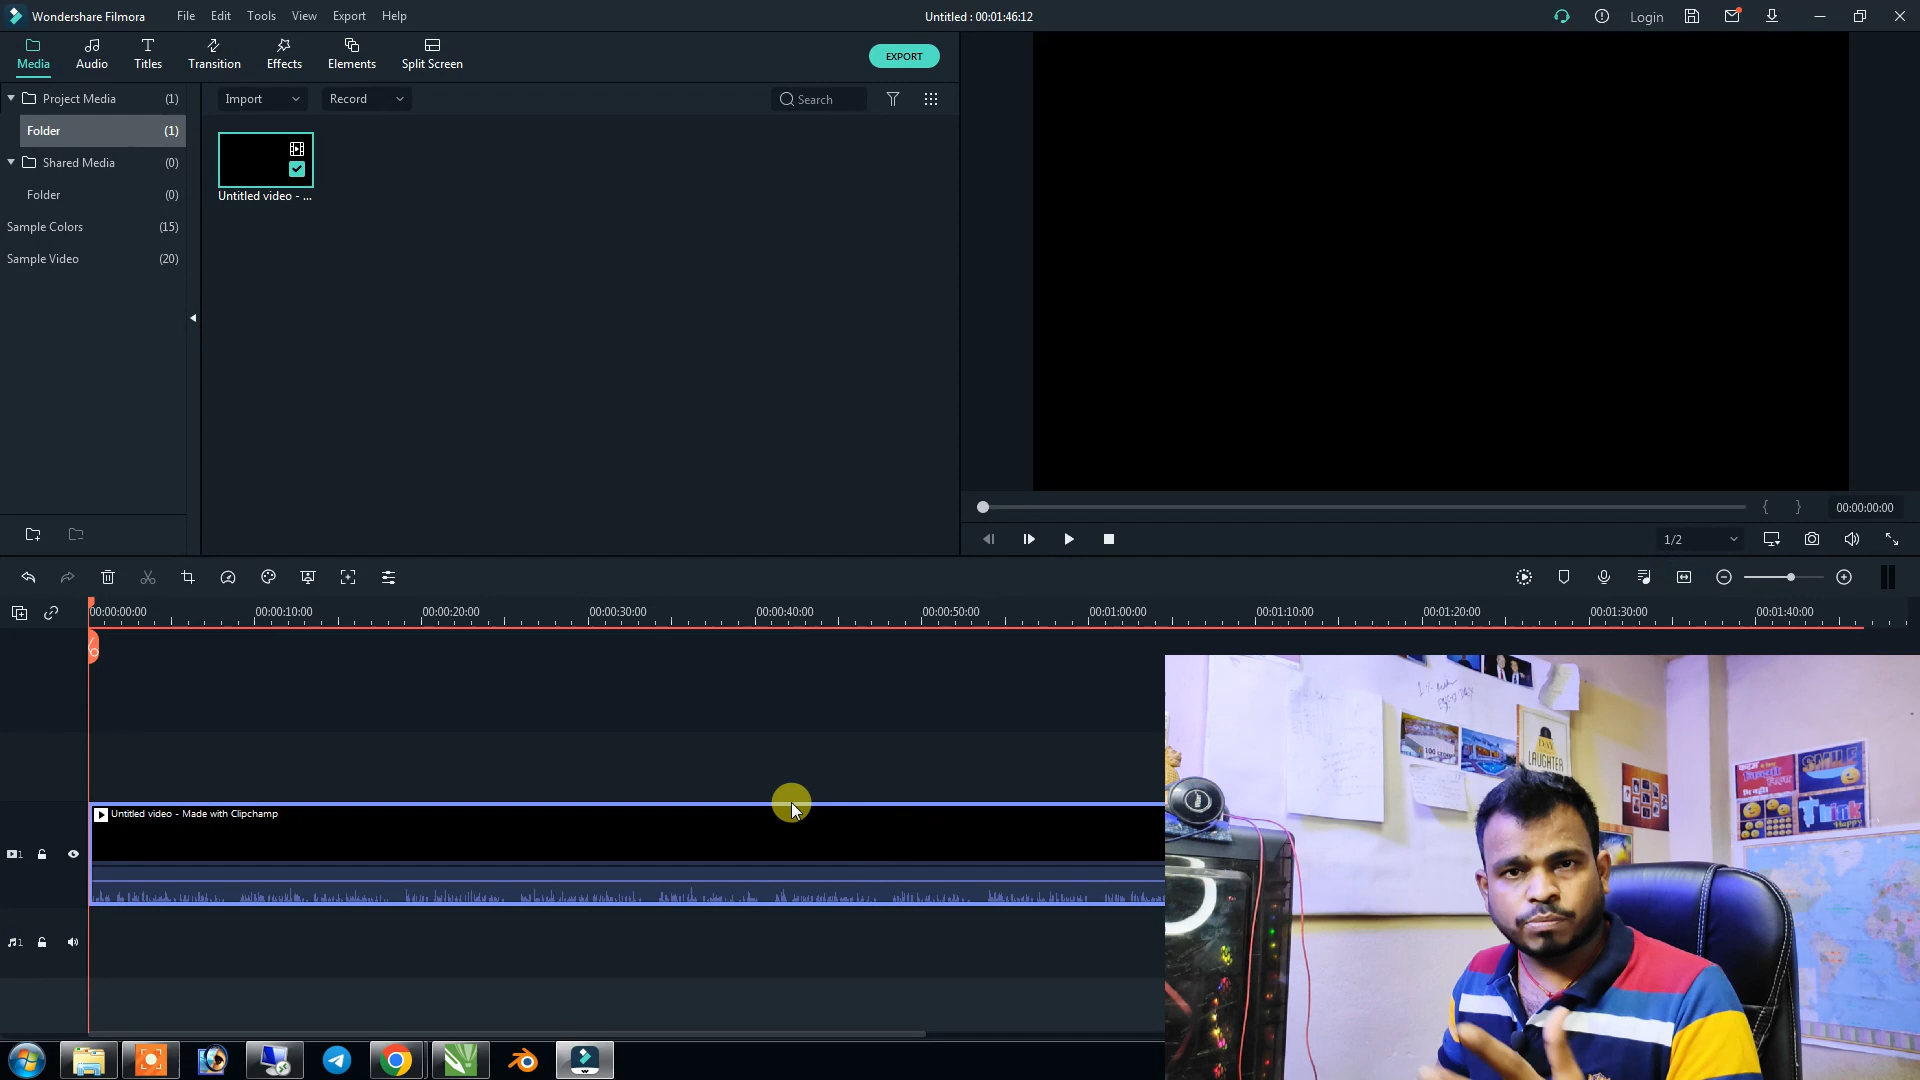 Wondershare Filmora File Edit Tools View Export Help
Untitled : 00:01:46:12
Login
Media Audio Titles Transition Effects Elements Split Screen
EXPORT
Project Media (1)
Folder (1)
Shared Media (0)
Folder (0)
Sample Colors (15)
Sample Video (20)
Import Record
Search
Untitled video - ...
00:00:00:00
1/2
00:00:00:00 00:00:10:00 00:00:20:00 00:00:30:00 00:00:40:00 00:00:50:00 00:01:00:00 00:01:10:00 00:01:20:00 00:01:30:00 00:01:40:00
Untitled video - Made with Clipchamp
1
1
LAUGHTER
SMILE
Think
Happy